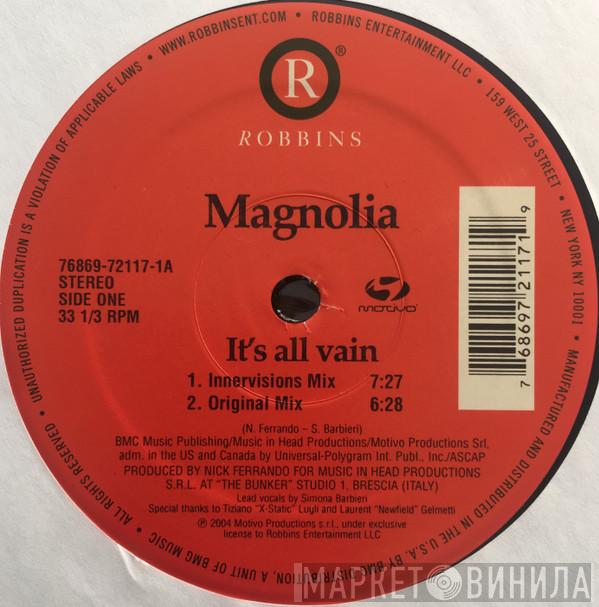 WWW.ROBBINSENT.COM • ROBBINS ENTERTAINMENT LLC • 159 WEST 25 STREET • NEW YORK NY 10001 • MANUFACTURED AND DISTRIBUTED IN THE U.S.A. BY BMG DISTRIBUTION, A UNIT OF BMG MUSIC • ALL RIGHTS RESERVED • UNAUTHORIZED DUPLICATION IS A VIOLATION OF APPLICABLE LAWS •
R®
ROBBINS
Magnolia
76869-72117-1A
STEREO
SIDE ONE
33 1/3 RPM
motivo
7 68697 21171 9
It's all vain
1. Innervisions Mix 7:27
2. Original Mix 6:28
(N. Ferrando – S. Barbieri)
BMC Music Publishing/Music in Head Productions/Motivo Productions Srl,
adm. in the US and Canada by Universal-Polygram Int. Publ., Inc./ASCAP
PRODUCED BY NICK FERRANDO FOR MUSIC IN HEAD PRODUCTIONS
S.R.L. AT "THE BUNKER" STUDIO 1, BRESCIA (ITALY)
Lead vocals by Simona Barbieri
Special thanks to Tiziano "X-Static" Luyli and Laurent "Newfield" Gelmetti
℗ © 2004 Motivo Productions s.r.l., under exclusive
license to Robbins Entertainment LLC
МАРКЕТ ВИНИЛА